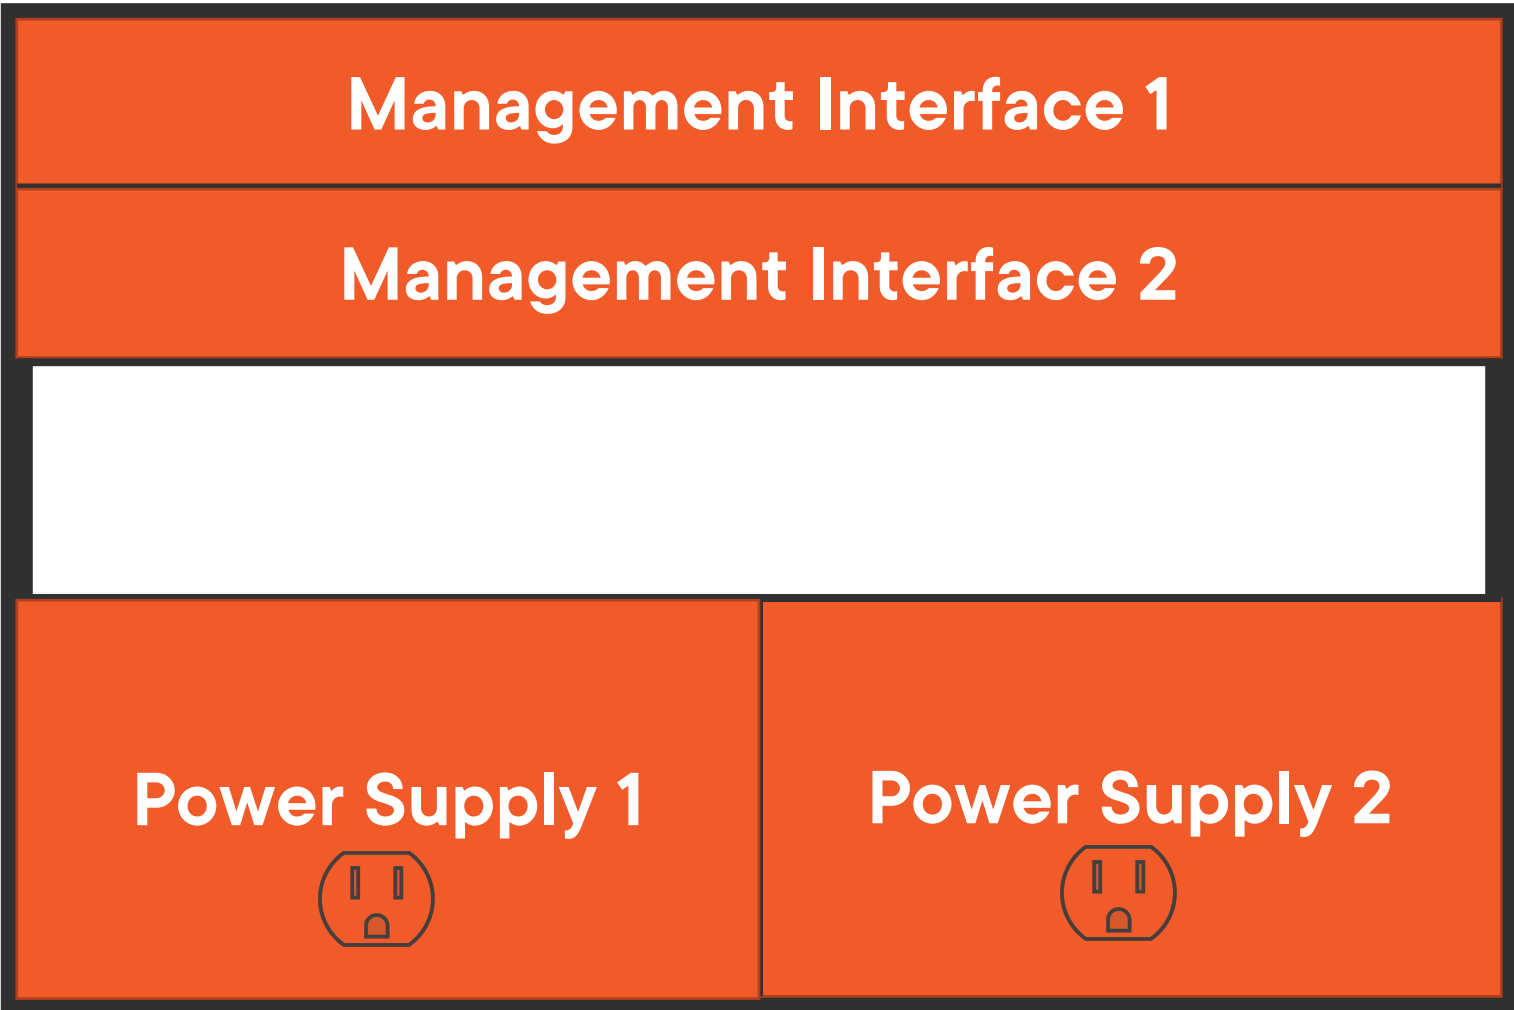 Management Interface 1
Management Interface 2
Power Supply 1
Power Supply 2